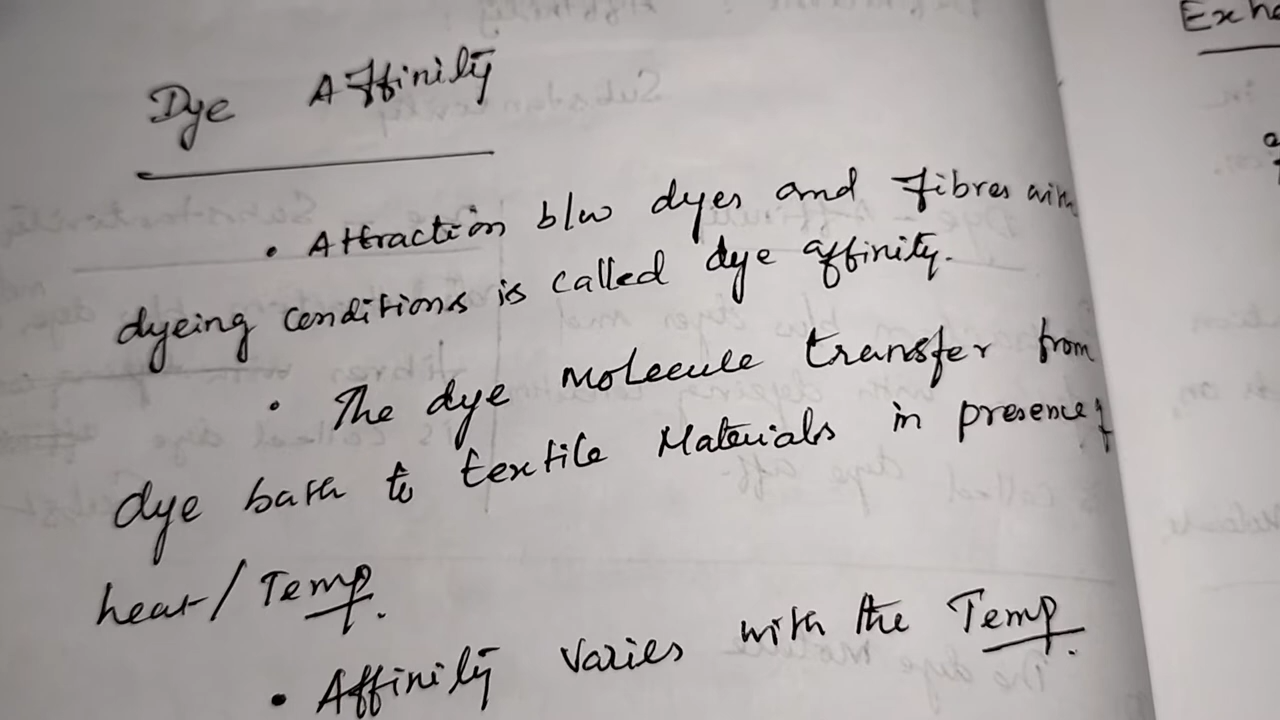 Dye Affinity
• Attraction b/w dyes and fibres with
dyeing conditions is called dye affinity.
• The dye molecule transfer from
dye bath to textile Materials in presence of
heat/Temp.
• Affinity varies with the Temp.